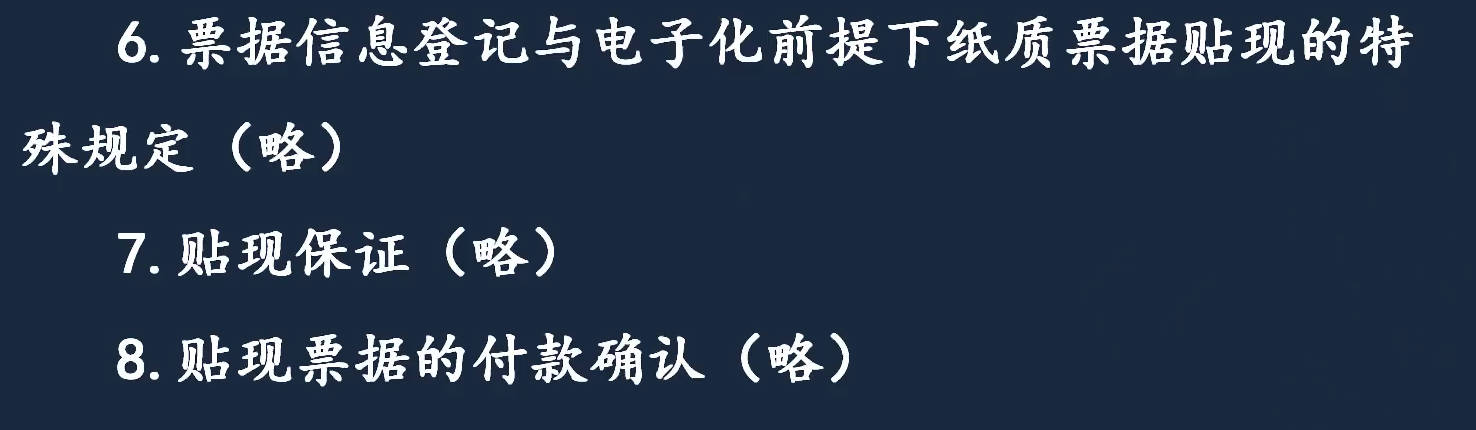 6. 票据信息登记与电子化前提下纸质票据贴现的特
殊规定（略）
7. 贴现保证（略）
8. 贴现票据的付款确认（略）